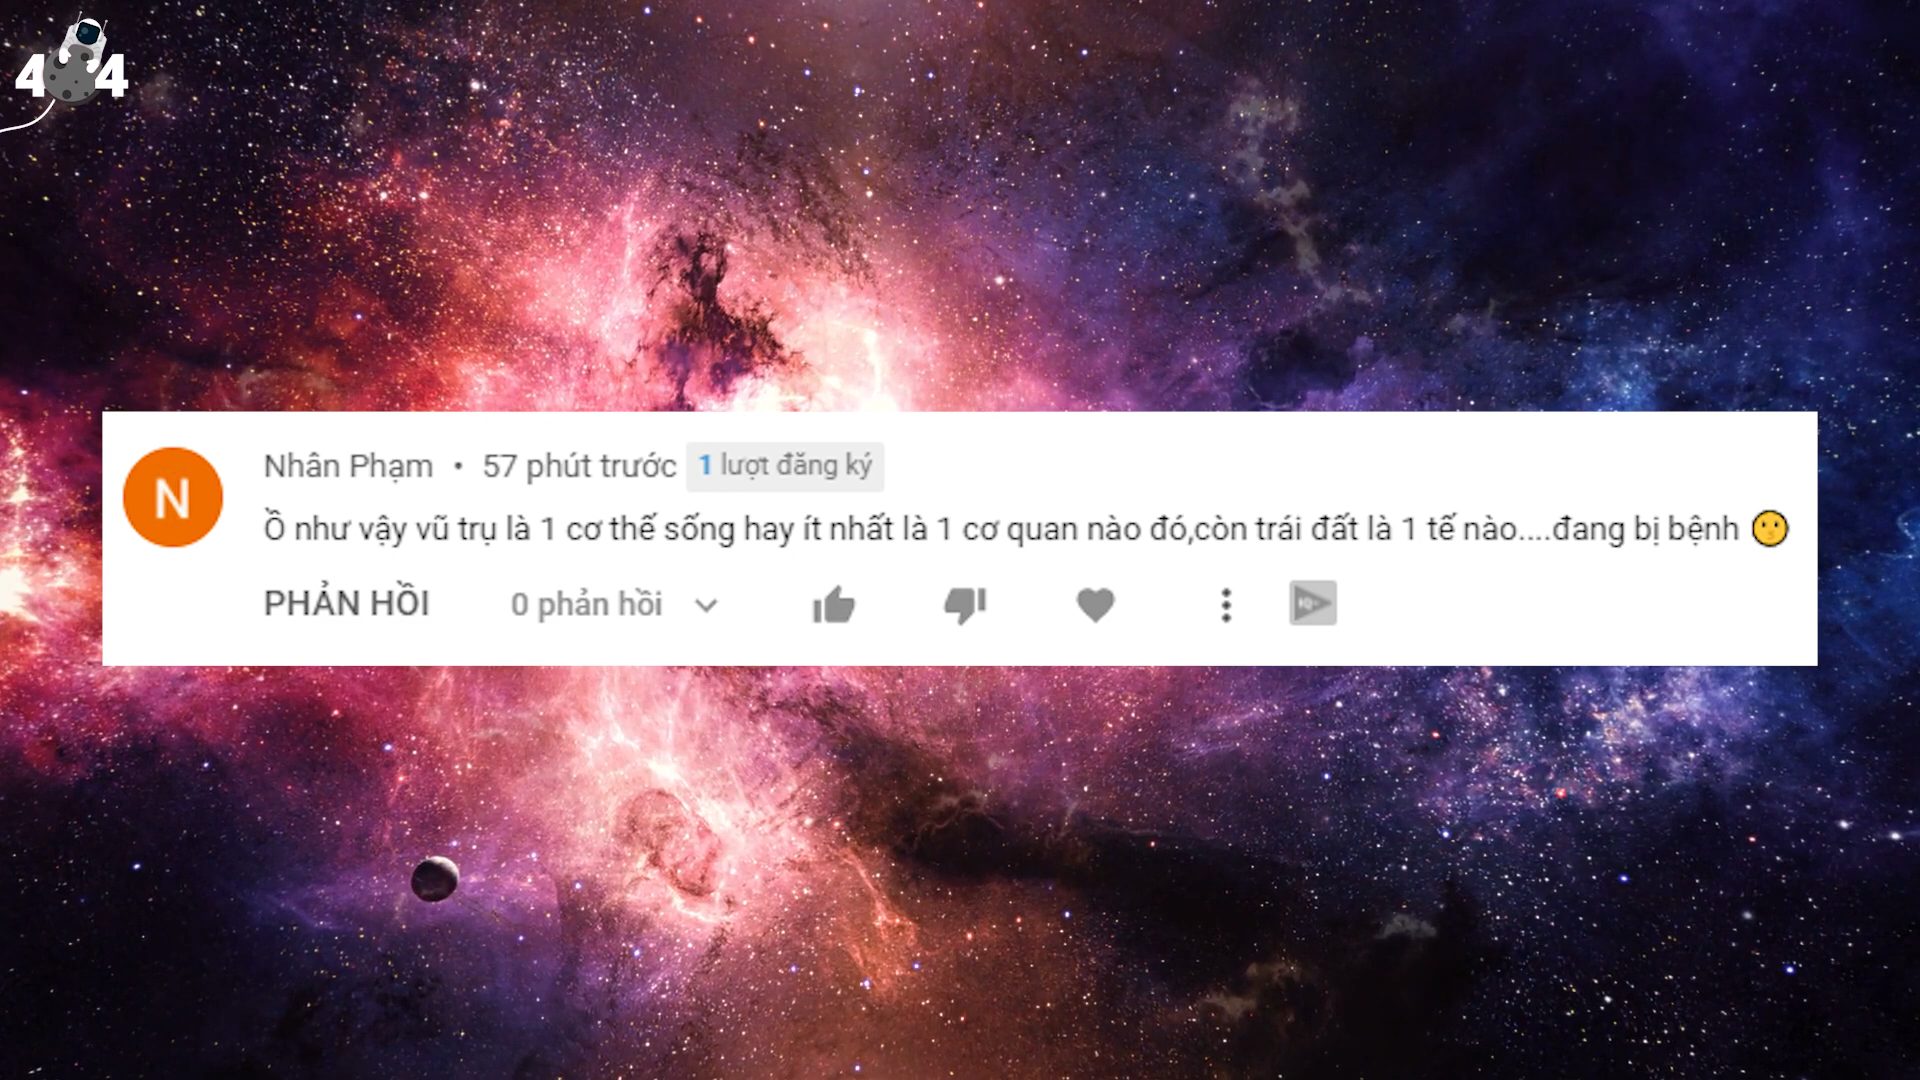 4 4
Nhân Phạm • 57 phút trước 1 lượt đăng ký
Ồ như vậy vũ trụ là 1 cơ thể sống hay ít nhất là 1 cơ quan nào đó,còn trái đất là 1 tế nào....đang bị bệnh 😗
N
PHẢN HỒI 0 phản hồi